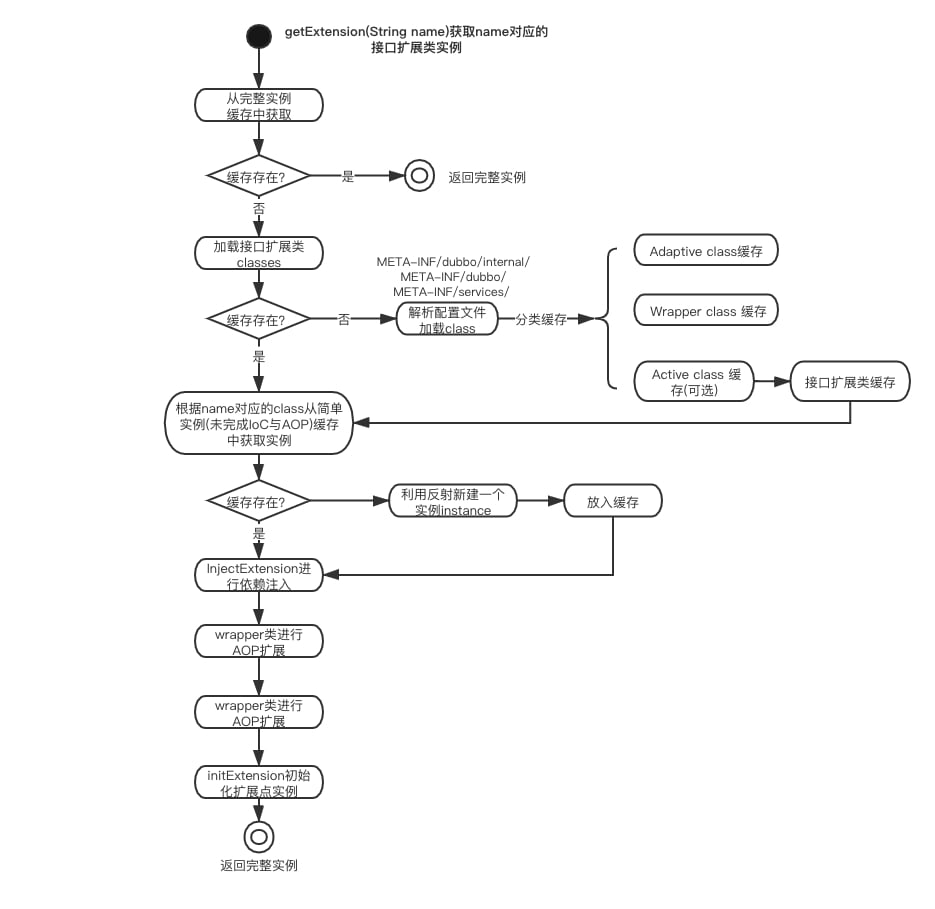 getExtension(String name)获取name对应的
接口扩展类实例
从完整实例
缓存中获取
缓存存在?
是
返回完整实例
否
加载接口扩展类
classes
META-INF/dubbo/internal/
META-INF/dubbo/
META-INF/services/
缓存存在?
否
解析配置文件
加载class
分类缓存
Adaptive class缓存
Wrapper class 缓存
Active class 缓
存(可选)
接口扩展类缓存
是
根据name对应的class从简单
实例(未完成IoC与AOP)缓存
中获取实例
缓存存在?
利用反射新建一个
实例instance
放入缓存
是
InjectExtension进
行依赖注入
wrapper类进行
AOP扩展
wrapper类进行
AOP扩展
initExtension初始
化扩展点实例
返回完整实例